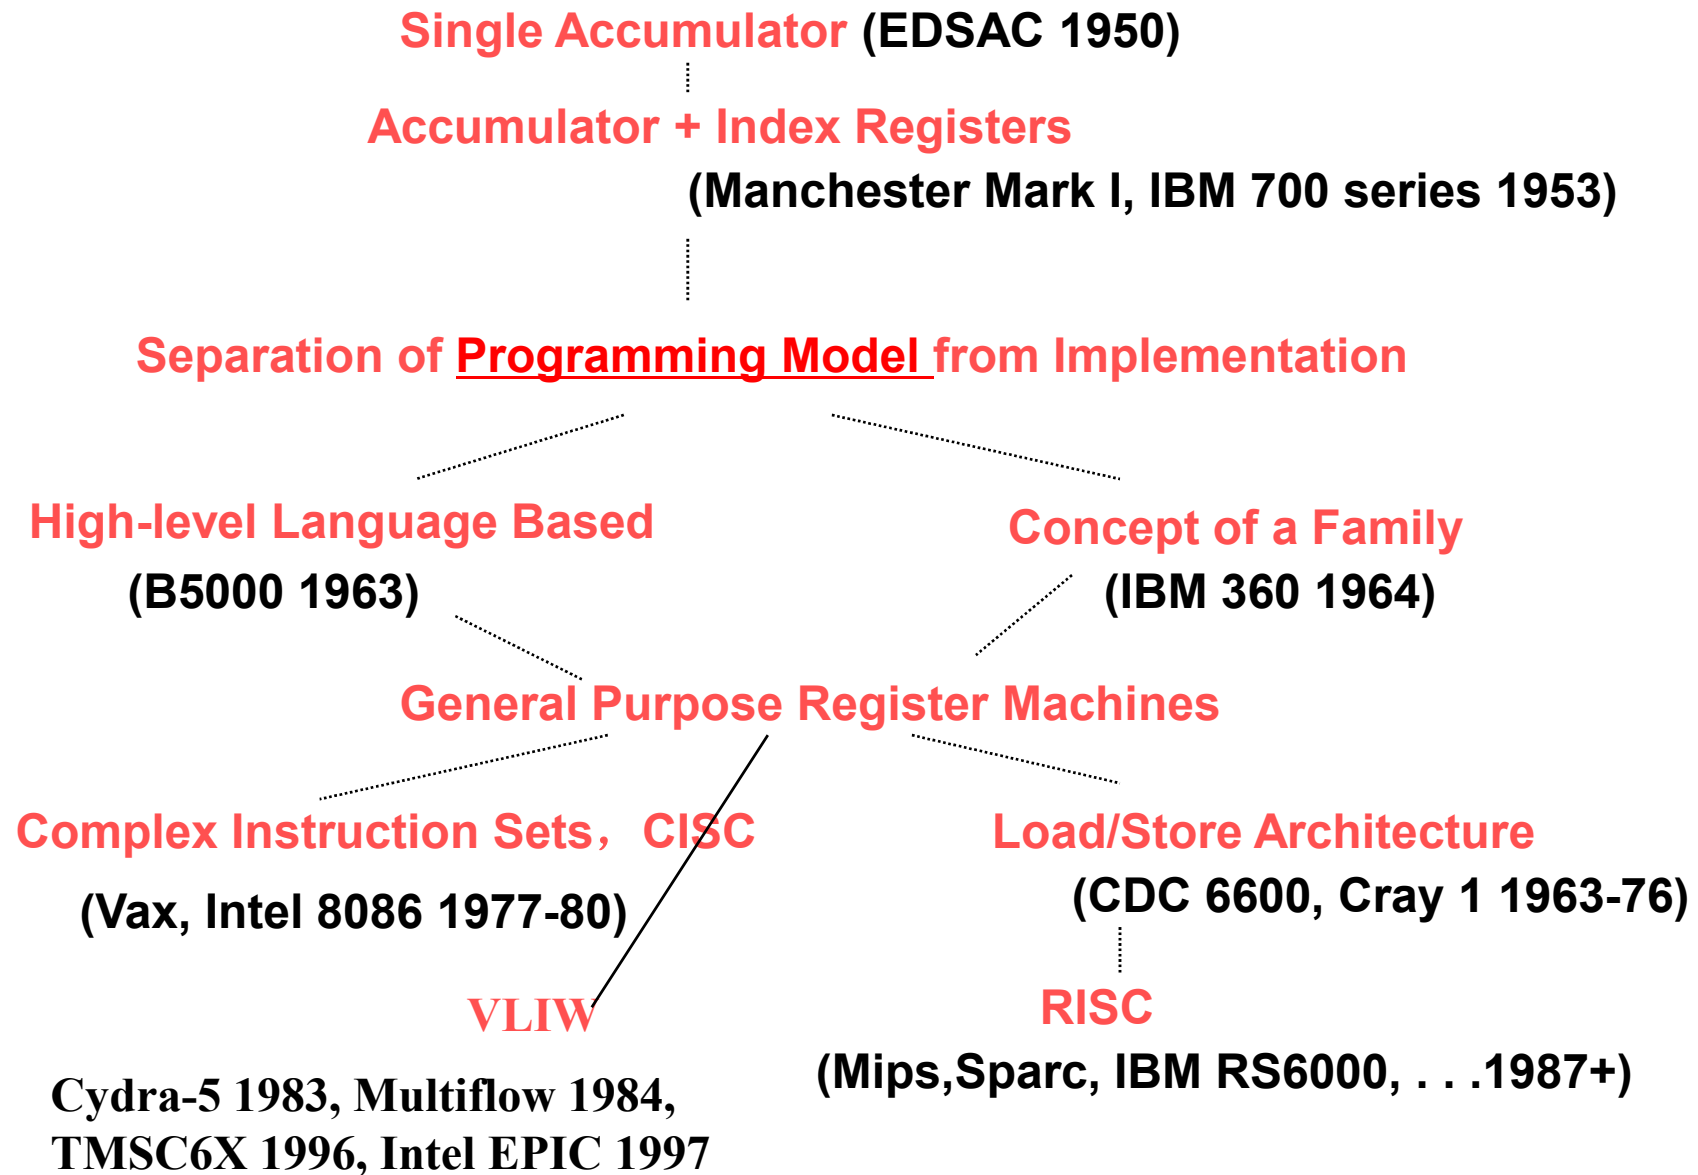 Single Accumulator (EDSAC 1950)
Accumulator + Index Registers
(Manchester Mark I, IBM 700 series 1953)
Separation of Programming Model from Implementation
High-level Language Based
(B5000 1963)
Concept of a Family
(IBM 360 1964)
General Purpose Register Machines
Complex Instruction Sets，CISC
(Vax, Intel 8086 1977-80)
Load/Store Architecture
(CDC 6600, Cray 1 1963-76)
VLIW
Cydra-5 1983, Multiflow 1984,
TMSC6X 1996, Intel EPIC 1997
RISC
(Mips,Sparc, IBM RS6000, . . .1987+)